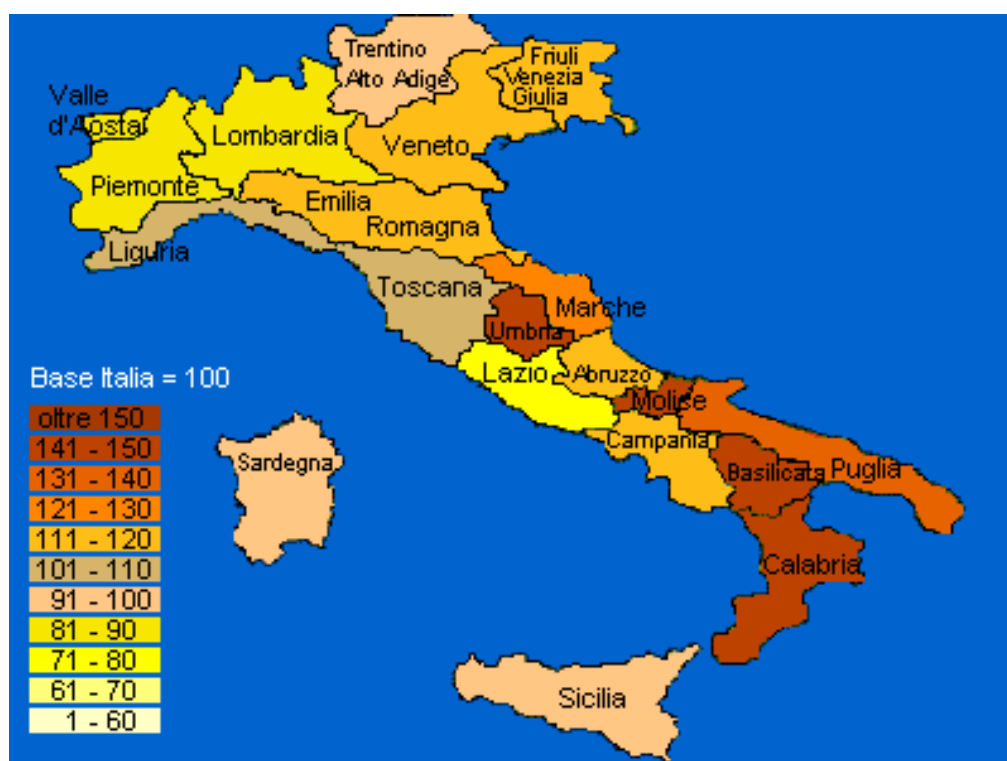 Trentino
Alto Adige
Friuli
Venezia
Giulia
Valle
d'Aosta
Lombardia
Veneto
Piemonte
Emilia
Romagna
Liguria
Toscana
Marche
Umbria
Lazio
Abruzzo
Molise
Campania
Basilicata
Puglia
Sardegna
Calabria
Sicilia
Base Italia = 100
oltre 150
141 - 150
131 - 140
121 - 130
111 - 120
101 - 110
91 - 100
81 - 90
71 - 80
61 - 70
1 - 60